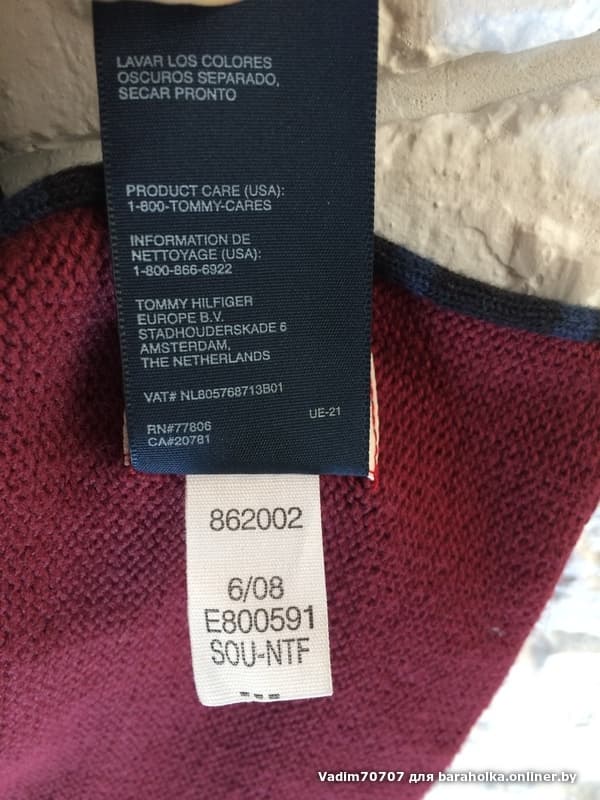 LAVAR LOS COLORES
OSCUROS SEPARADO,
SECAR PRONTO
PRODUCT CARE (USA):
1-800-TOMMY-CARES
INFORMATION DE
NETTOYAGE (USA):
1-800-866-6922
TOMMY HILFIGER
EUROPE B.V.
STADHOUDERSKADE 6
AMSTERDAM,
THE NETHERLANDS
VAT# NL805768713B01
UE-21
RN#77806
CA#20781
862002
6/08
E800591
SOU-NTF
Vadim70707 для baraholka.onliner.by